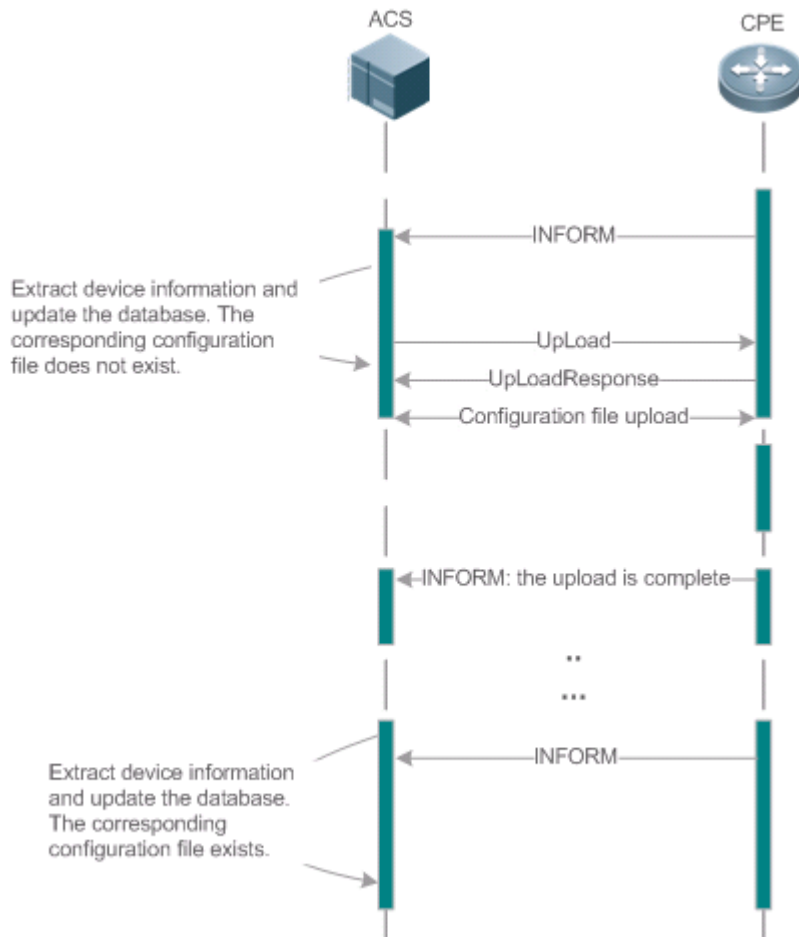 ACS
CPE
INFORM
Extract device information and
update the database. The
corresponding configuration
file does not exist.
UpLoad
UpLoadResponse
Configuration file upload
INFORM: the upload is complete
..
...
INFORM
Extract device information
and update the database.
The corresponding
configuration file exists.